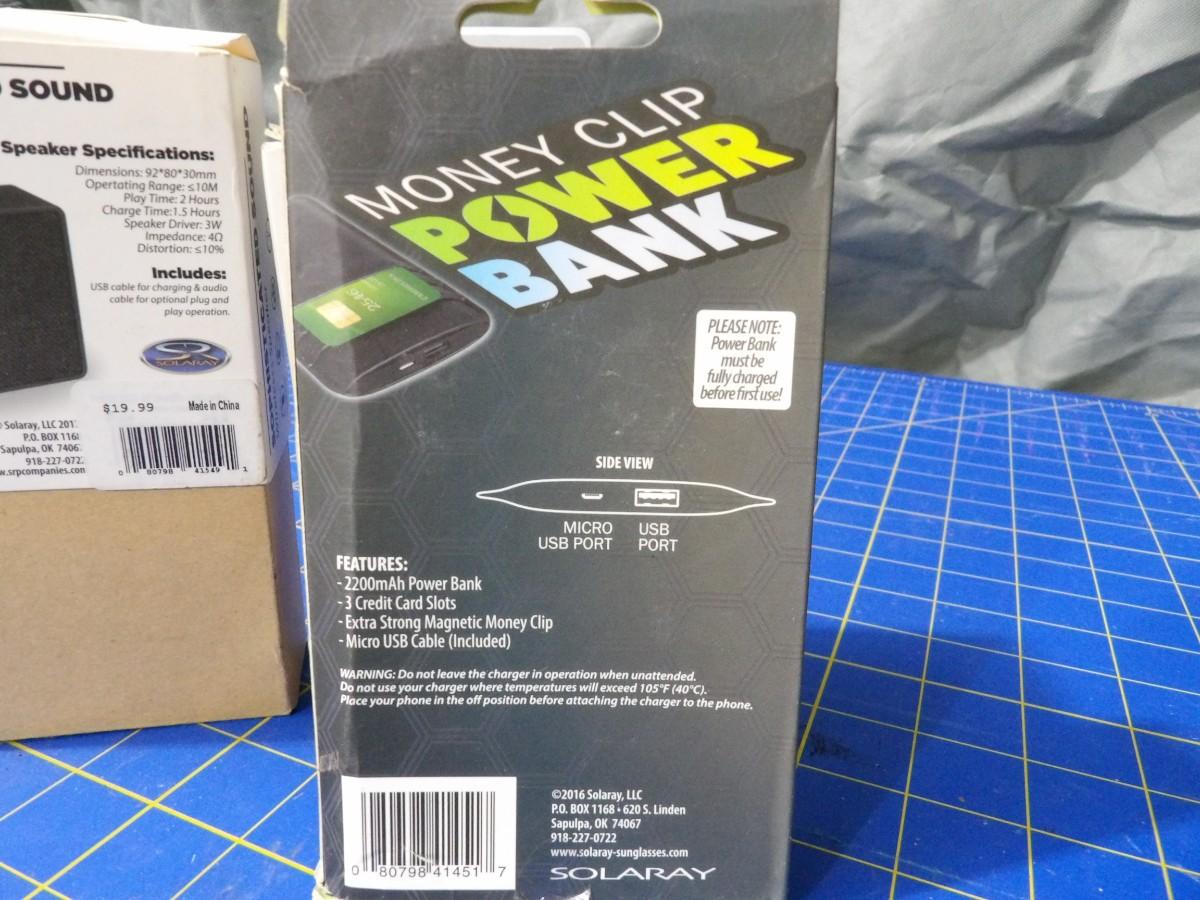 SOUND
Speaker Specifications:
Dimensions: 92*80*30mm
Opertating Range: ≤10M
Play Time: 2 Hours
Charge Time:1.5 Hours
Speaker Driver: 3W
Impedance: 4Ω
Distortion: ≤10%
Includes:
USB cable for charging & audio
cable for optional plug and
play operation.
SOLARAY
$19.99 Made in China
Solaray, LLC
P.O. BOX
Sapulpa, OK
0 80798 41549 1
SOUND
MONEY CLIP
POWER
BANK
PLEASE NOTE:
Power Bank
must be
fully charged
before first use!
SIDE VIEW
MICRO
USB PORT
USB
PORT
FEATURES:
- 2200mAh Power Bank
- 3 Credit Card Slots
- Extra Strong Magnetic Money Clip
- Micro USB Cable (Included)
WARNING: Do not leave the charger in operation when unattended.
Do not use your charger where temperatures will exceed 105°F (40°C).
Place your phone in the off position before attaching the charger to the phone.
0 80798 41451 7
©2016 Solaray, LLC
P.O. BOX 1168 • 620 S. Linden
Sapulpa, OK 74067
918-227-0722
www.solaray-sunglasses.com
SOLARAY